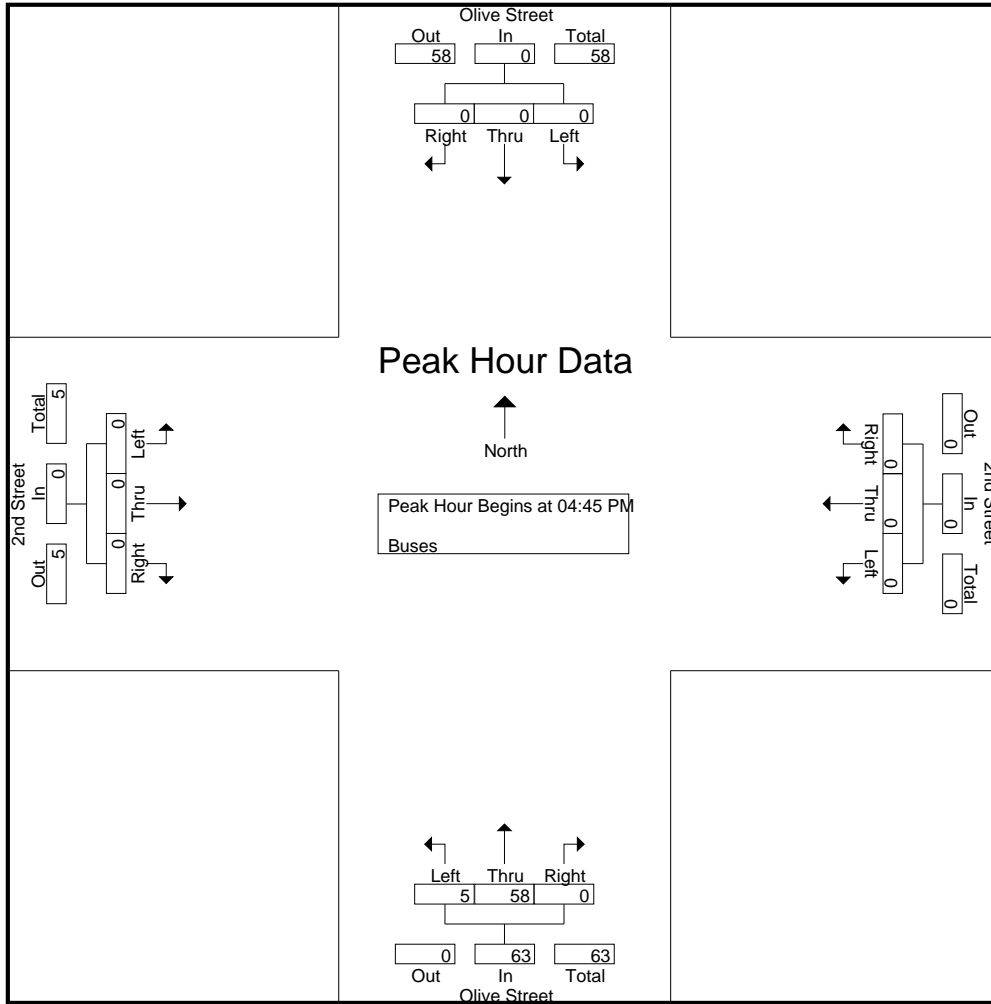 Olive Street
Out In Total
58 0 58
0 0 0
Right Thru Left
Peak Hour Data
North
Peak Hour Begins at 04:45 PM
Buses
2nd Street
Total In Out
5 0 5
0 0 0
Left Thru Right
2nd Street
Out In Total
0 0 0
0 0 0
Right Thru Left
Left Thru Right
5 58 0
0 63 63
Out In Total
Olive Street